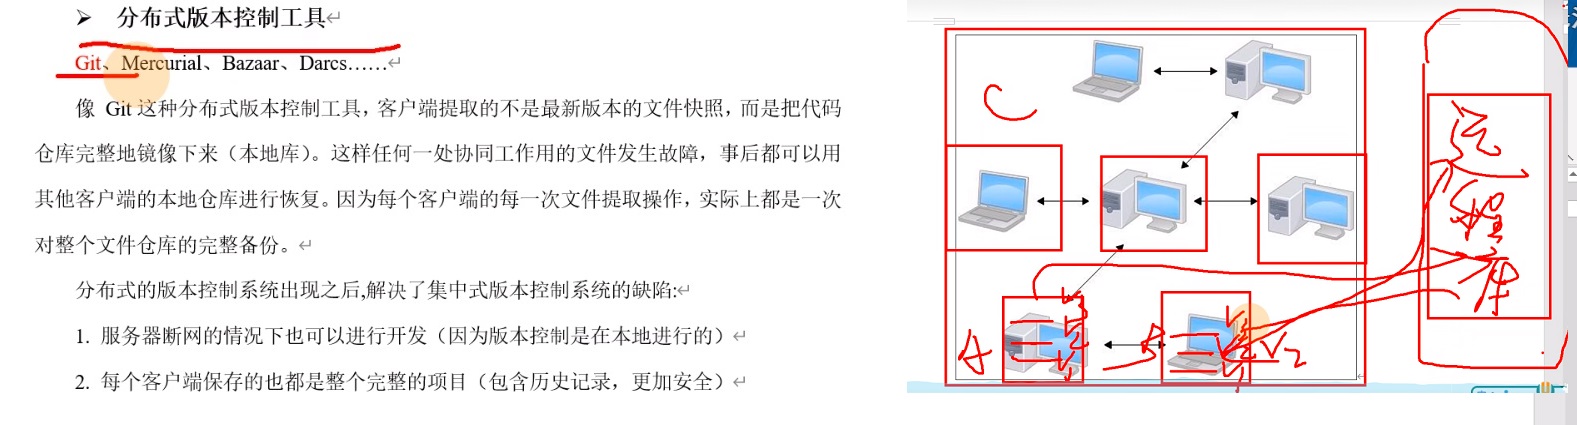 ➢ 分布式版本控制工具
Git、Mercurial、Bazaar、Darcs……
像 Git 这种分布式版本控制工具，客户端提取的不是最新版本的文件快照，而是把代码
仓库完整地镜像下来（本地库）。这样任何一处协同工作用的文件发生故障，事后都可以用
其他客户端的本地仓库进行恢复。因为每个客户端的每一次文件提取操作，实际上都是一次
对整个文件仓库的完整备份。
分布式的版本控制系统出现之后,解决了集中式版本控制系统的缺陷:
1. 服务器断网的情况下也可以进行开发（因为版本控制是在本地进行的）
2. 每个客户端保存的也都是整个完整的项目（包含历史记录，更加安全）
C
远
程
库
A
V3
V2
V1
B
V2